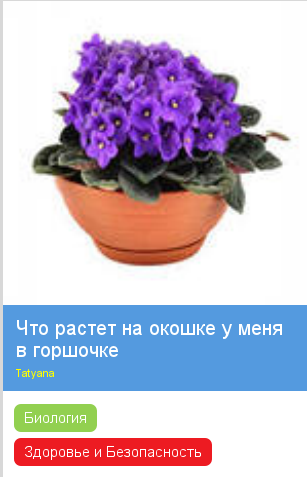 Что растет на окошке у меня
в горшочке
Tatyana
Биология
Здоровье и Безопасность